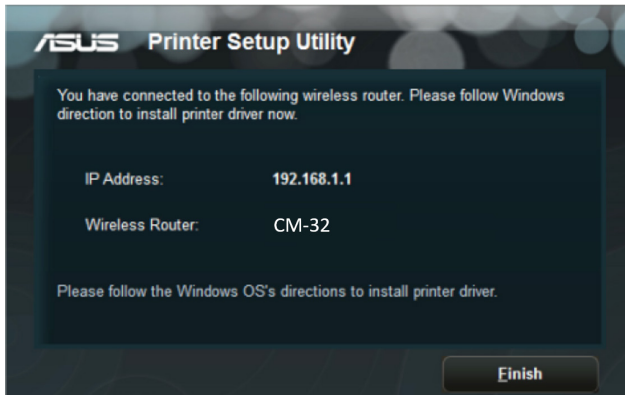 ASUS Printer Setup Utility
You have connected to the following wireless router. Please follow Windows
direction to install printer driver now.
IP Address: 192.168.1.1
Wireless Router: CM-32
Please follow the Windows OS's directions to install printer driver.
Finish